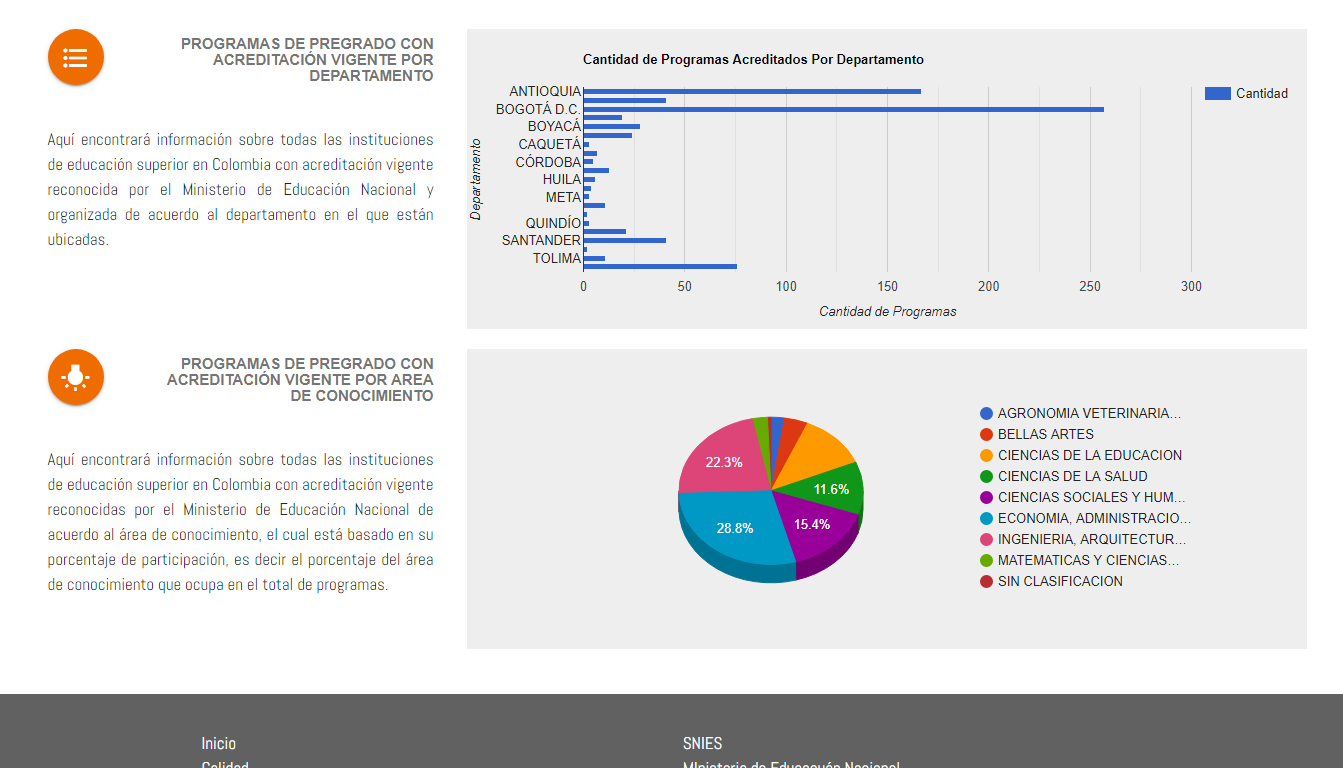 PROGRAMAS DE PREGRADO CON
ACREDITACIÓN VIGENTE POR
DEPARTAMENTO
Aquí encontrará información sobre todas las instituciones
de educación superior en Colombia con acreditación vigente
reconocida por el Ministerio de Educación Nacional y
organizada de acuerdo al departamento en el que están
ubicadas.
Cantidad de Programas Acreditados Por Departamento
Cantidad
Departamento
ANTIOQUIA
BOGOTÁ D.C.
BOYACÁ
CAQUETÁ
CÓRDOBA
HUILA
META
QUINDÍO
SANTANDER
TOLIMA
0 50 100 150 200 250 300
Cantidad de Programas
PROGRAMAS DE PREGRADO CON
ACREDITACIÓN VIGENTE POR AREA
DE CONOCIMIENTO
Aquí encontrará información sobre todas las instituciones
de educación superior en Colombia con acreditación vigente
reconocidas por el Ministerio de Educación Nacional de
acuerdo al área de conocimiento, el cual está basado en su
porcentaje de participación, es decir el porcentaje del área
de conocimiento que ocupa en el total de programas.
22.3%
11.6%
15.4%
28.8%
AGRONOMIA VETERINARIA...
BELLAS ARTES
CIENCIAS DE LA EDUCACION
CIENCIAS DE LA SALUD
CIENCIAS SOCIALES Y HUM...
ECONOMIA, ADMINISTRACIO...
INGENIERIA, ARQUITECTUR...
MATEMATICAS Y CIENCIAS...
SIN CLASIFICACION
Inicio
SNIES
Calidad
MInisterio de Educacuón Nacional